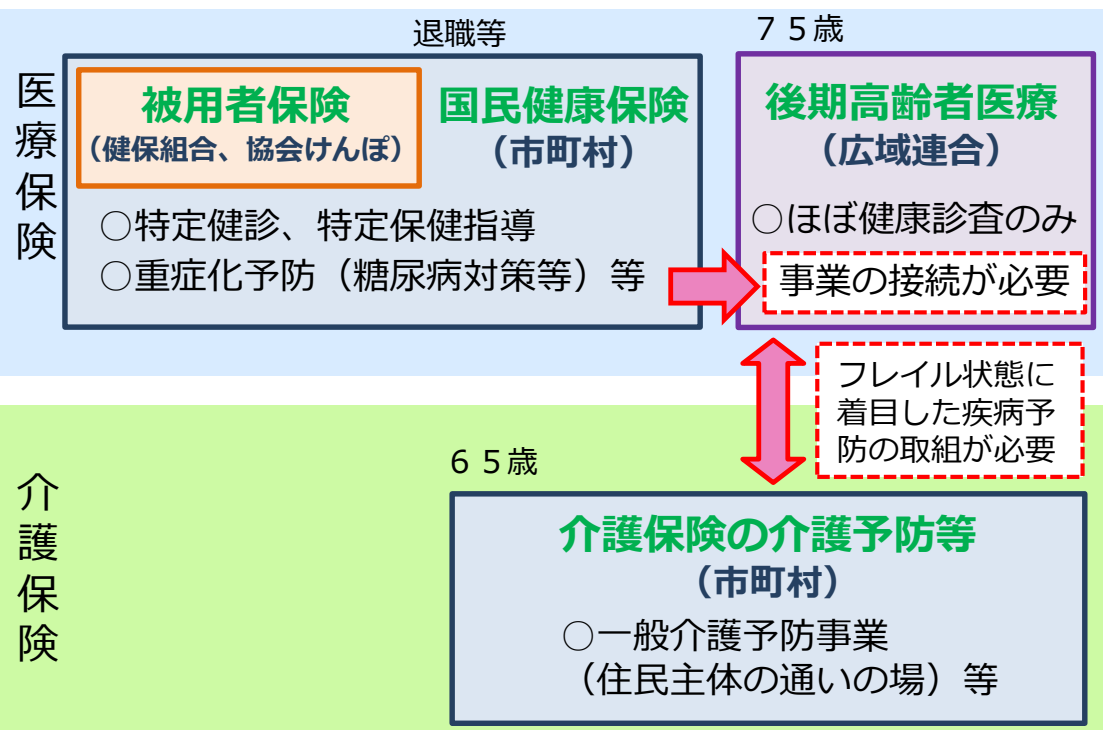 退職等
７５歳
医療保険
被用者保険
（健保組合、協会けんぽ）
国民健康保険
（市町村）
○特定健診、特定保健指導
○重症化予防（糖尿病対策等）等
後期高齢者医療
（広域連合）
○ほぼ健康診査のみ
事業の接続が必要
フレイル状態に
着目した疾病予
防の取組が必要
介護保険
６５歳
介護保険の介護予防等
（市町村）
○一般介護予防事業
（住民主体の通いの場）等